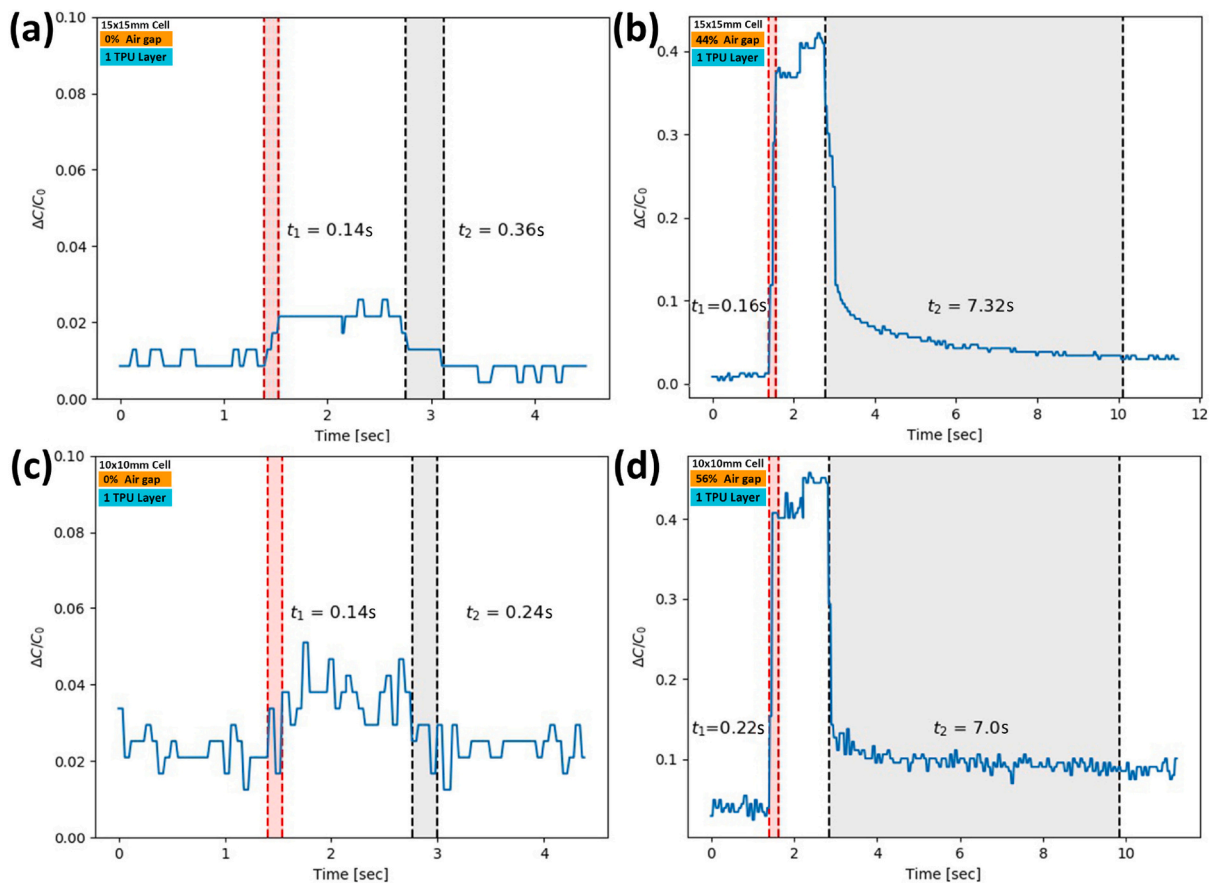 (a)
15x15mm Cell
0% Air gap
1 TPU Layer
0.10
0.08
0.06
0.04
0.02
0.00
ΔC/C₀
t₁ = 0.14s
t₂ = 0.36s
0 1 2 3 4
Time [sec]
(b)
15x15mm Cell
44% Air gap
1 TPU Layer
0.4
0.3
0.2
0.1
0.0
ΔC/C₀
t₁=0.16s
t₂ = 7.32s
0 2 4 6 8 10 12
Time [sec]
(c)
10x10mm Cell
0% Air gap
1 TPU Layer
0.10
0.08
0.06
0.04
0.02
0.00
ΔC/C₀
t₁ = 0.14s
t₂ = 0.24s
0 1 2 3 4
Time [sec]
(d)
10x10mm Cell
56% Air gap
1 TPU Layer
0.4
0.3
0.2
0.1
ΔC/C₀
t₁=0.22s
t₂ = 7.0s
0 2 4 6 8 10
Time [sec]